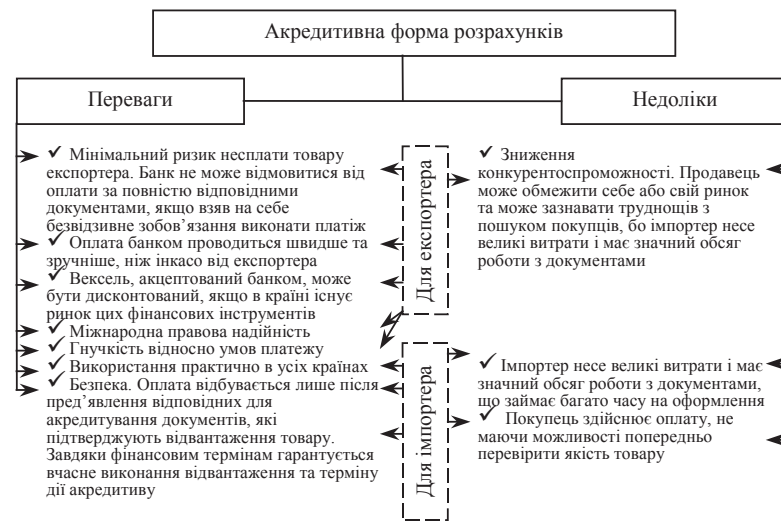 Акредитивна форма розрахунків
Переваги
Недоліки
✓ Мінімальний ризик несплати товару
експортера. Банк не може відмовитися від
оплати за повністю відповідними
документами, якщо взяв на себе
безвідзивне зобов’язання виконати платіж
✓ Оплата банком проводиться швидше та
зручніше, ніж інкасо від експортера
✓ Вексель, акцептований банком, може
бути дисконтований, якщо в країні існує
ринок цих фінансових інструментів
✓ Міжнародна правова надійність
✓ Гнучкість відносно умов платежу
✓ Використання практично в усіх країнах
✓ Безпека. Оплата відбувається лише після
пред’явлення відповідних для
акредитування документів, які
підтверджують відвантаження товару.
Завдяки фінансовим термінам гарантується
вчасне виконання відвантаження та терміну
дії акредитиву
Для експортера
Для імпортера
✓ Зниження
конкурентоспроможності. Продавець
може обмежити себе або свій ринок
та може зазнавати труднощів з
пошуком покупців, бо імпортер несе
великі витрати і має значний обсяг
роботи з документами
✓ Імпортер несе великі витрати і має
значний обсяг роботи з документами,
що займає багато часу на оформлення
✓ Покупець здійснює оплату, не
маючи можливості попередньо
перевірити якість товару